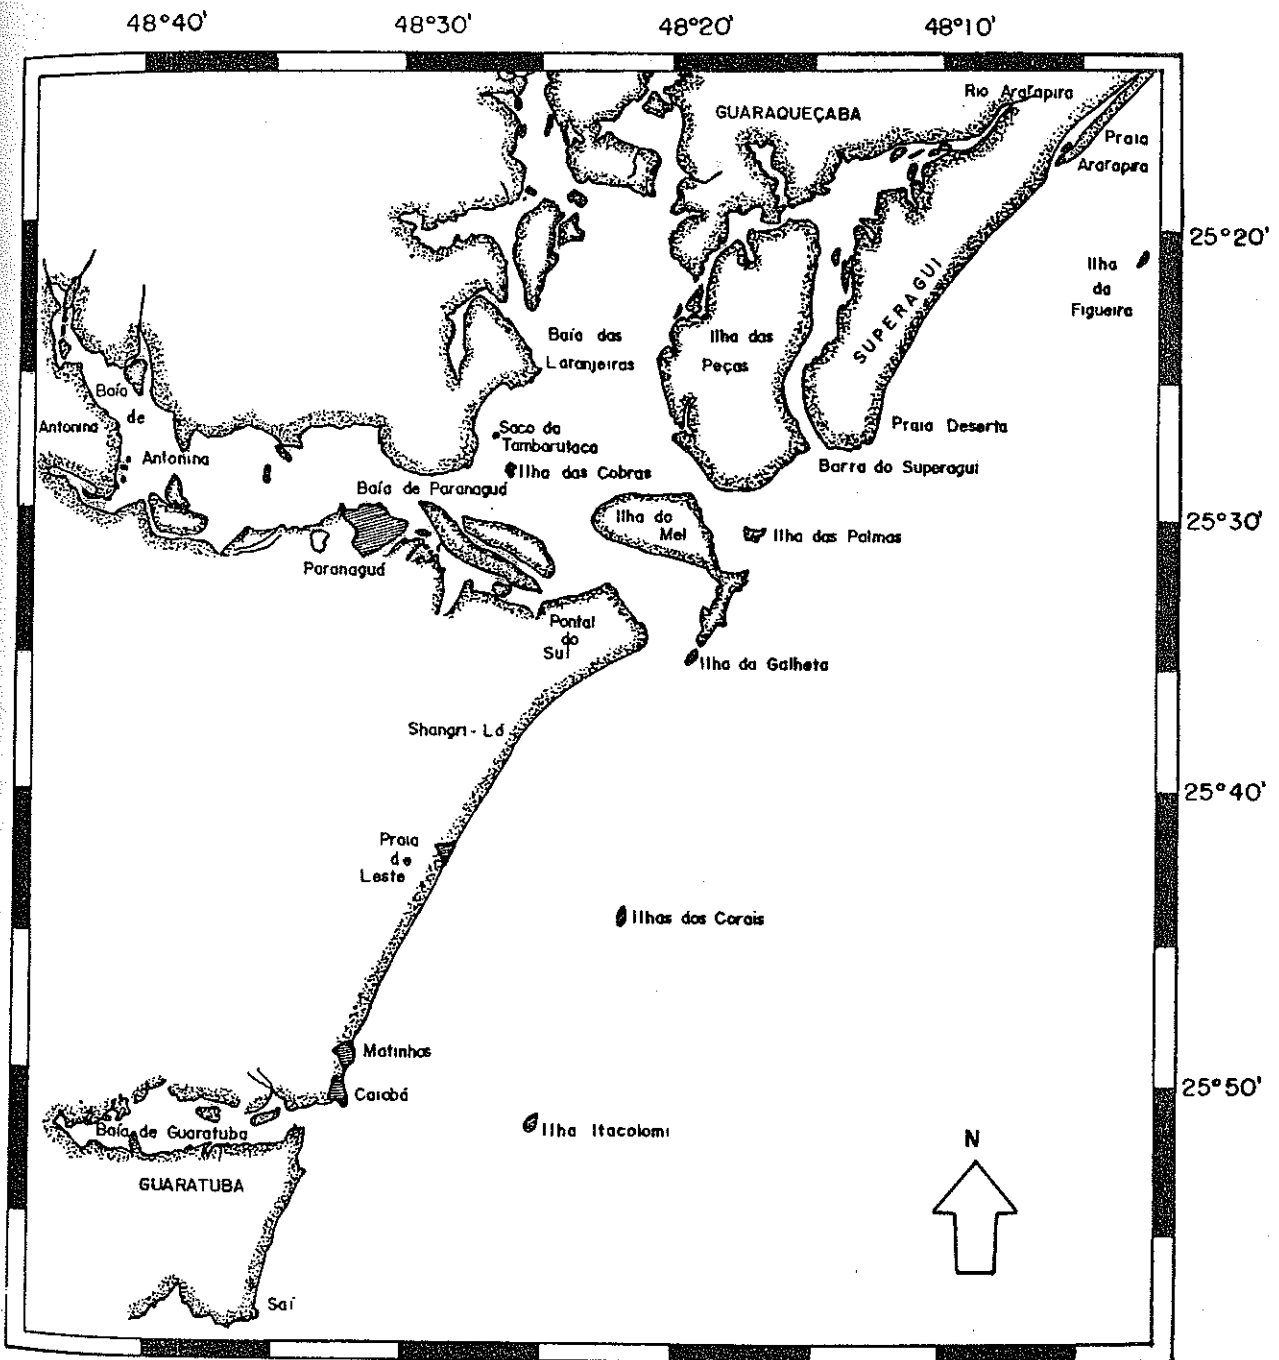 48°40' 48°30' 48°20' 48°10'
Rio Ararapira
GUARAQUEÇABA
Praia
Ararapira
25°20'
Ilha
da
Figueira
SUPERAGUI
Baía das
Laranjeiras
Ilha das
Peças
Baía
de
Antonina
Antonina
Saco da
Tambarutaca
Praia Deserta
Ilha das Cobras
Barra do Superagui
Baía de Paranaguá
Ilha do
Mel
25°30'
Ilha das Palmas
Paranaguá
Pontal
do
Sul
Ilha da Galheta
Shangri-Lá
25°40'
Praia
de
Leste
Ilhas dos Corais
Matinhos
25°50'
Caiobá
Baía de Guaratuba
Ilha Itacolomi
N
GUARATUBA
Saí